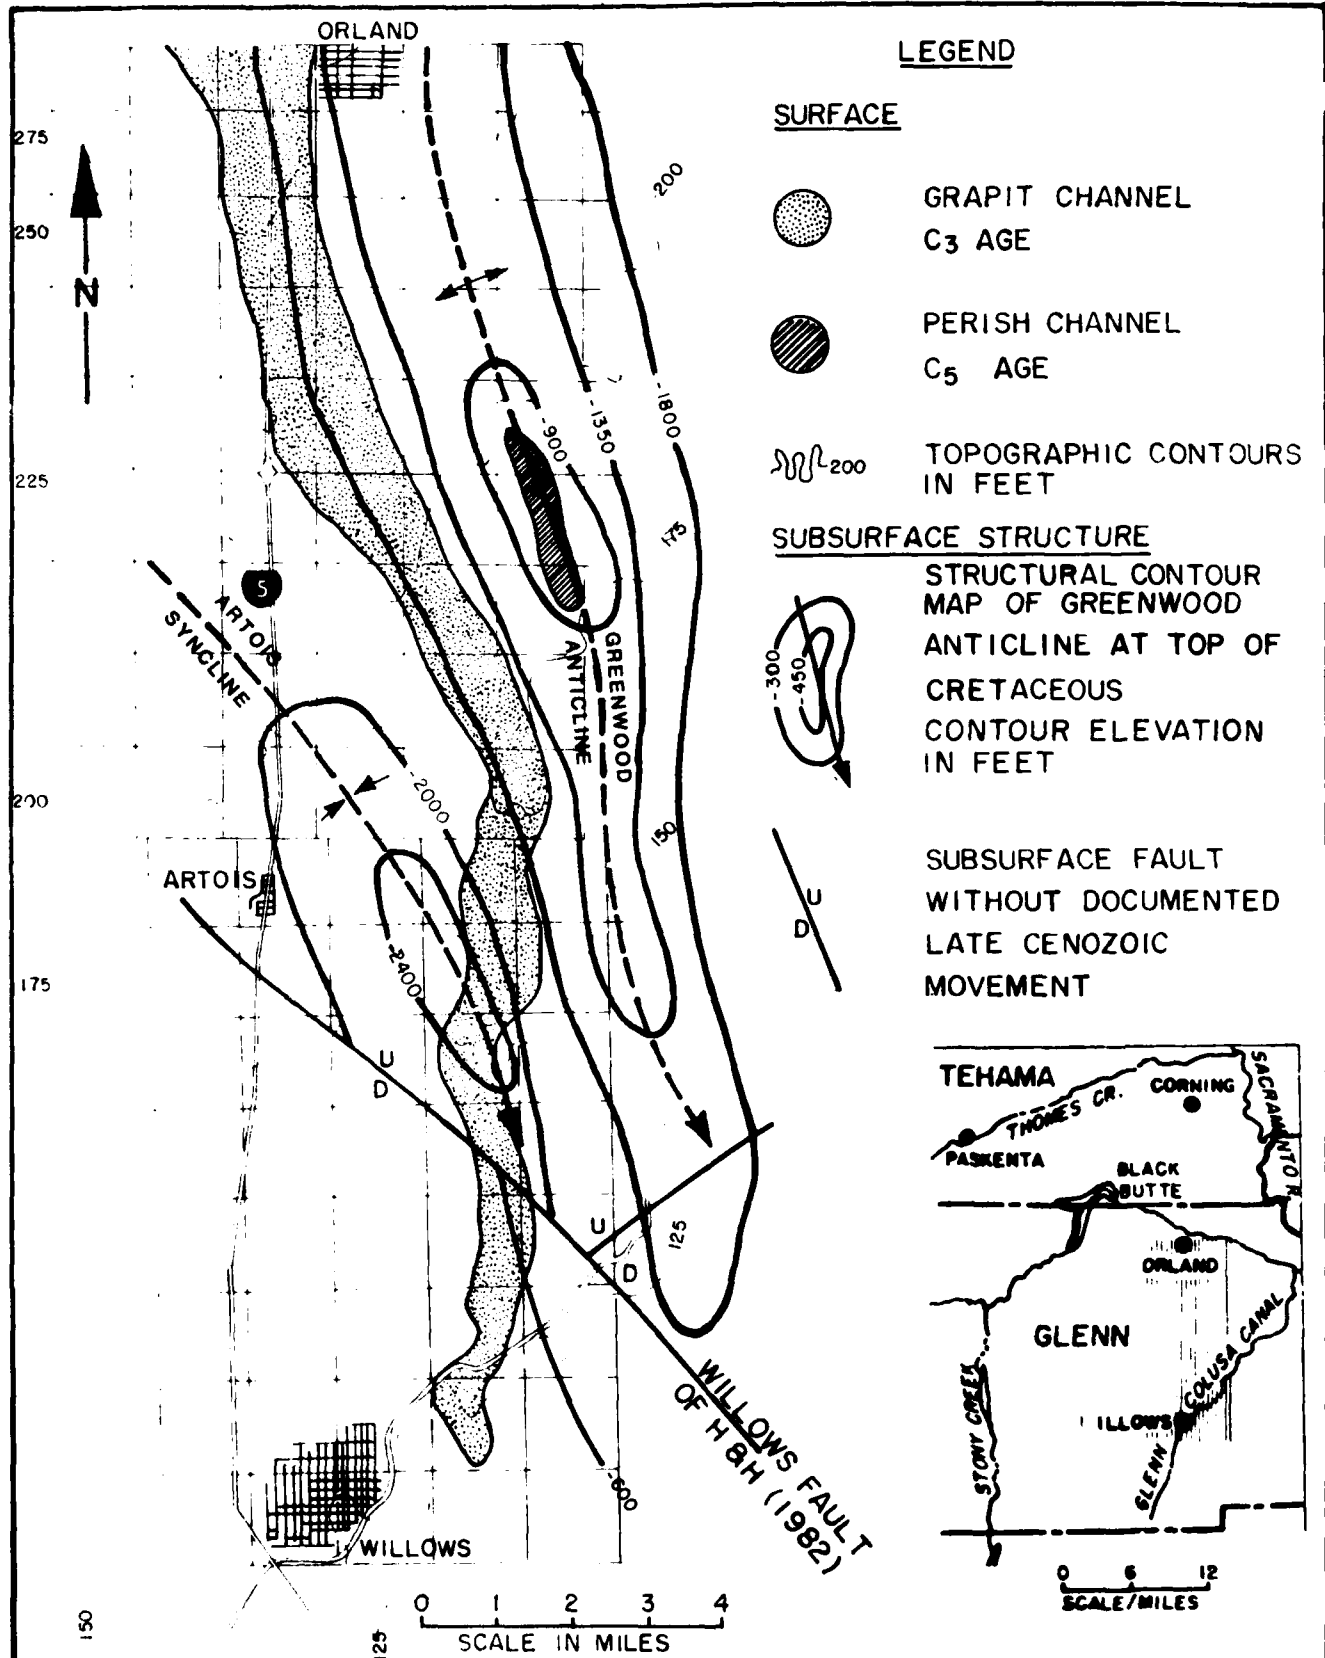 ORLAND
275
250
225
200
175
150
125
N
200
-900
-1350
-1800
175
5
ARTOIS
SYNCLINE
GREENWOOD
ANTICLINE
-2000
150
ARTOIS
-2400
U
D
U
D
125
WILLOWS FAULT
OF H&H (1982)
-600
WILLOWS
0 1 2 3 4
SCALE IN MILES
LEGEND
SURFACE
GRAPIT CHANNEL
C3 AGE
PERISH CHANNEL
C5 AGE
200
TOPOGRAPHIC CONTOURS
IN FEET
SUBSURFACE STRUCTURE
STRUCTURAL CONTOUR
MAP OF GREENWOOD
ANTICLINE AT TOP OF
CRETACEOUS
CONTOUR ELEVATION
IN FEET
-300
-450
U
D
SUBSURFACE FAULT
WITHOUT DOCUMENTED
LATE CENOZOIC
MOVEMENT
TEHAMA
THOMES CR.
CORNING
SACRAMENTO R.
PASKENTA
BLACK
BUTTE
ORLAND
GLENN
STONY CREEK
GLENN
COLUSA CANAL
ILLOWS
0 6 12
SCALE/MILES